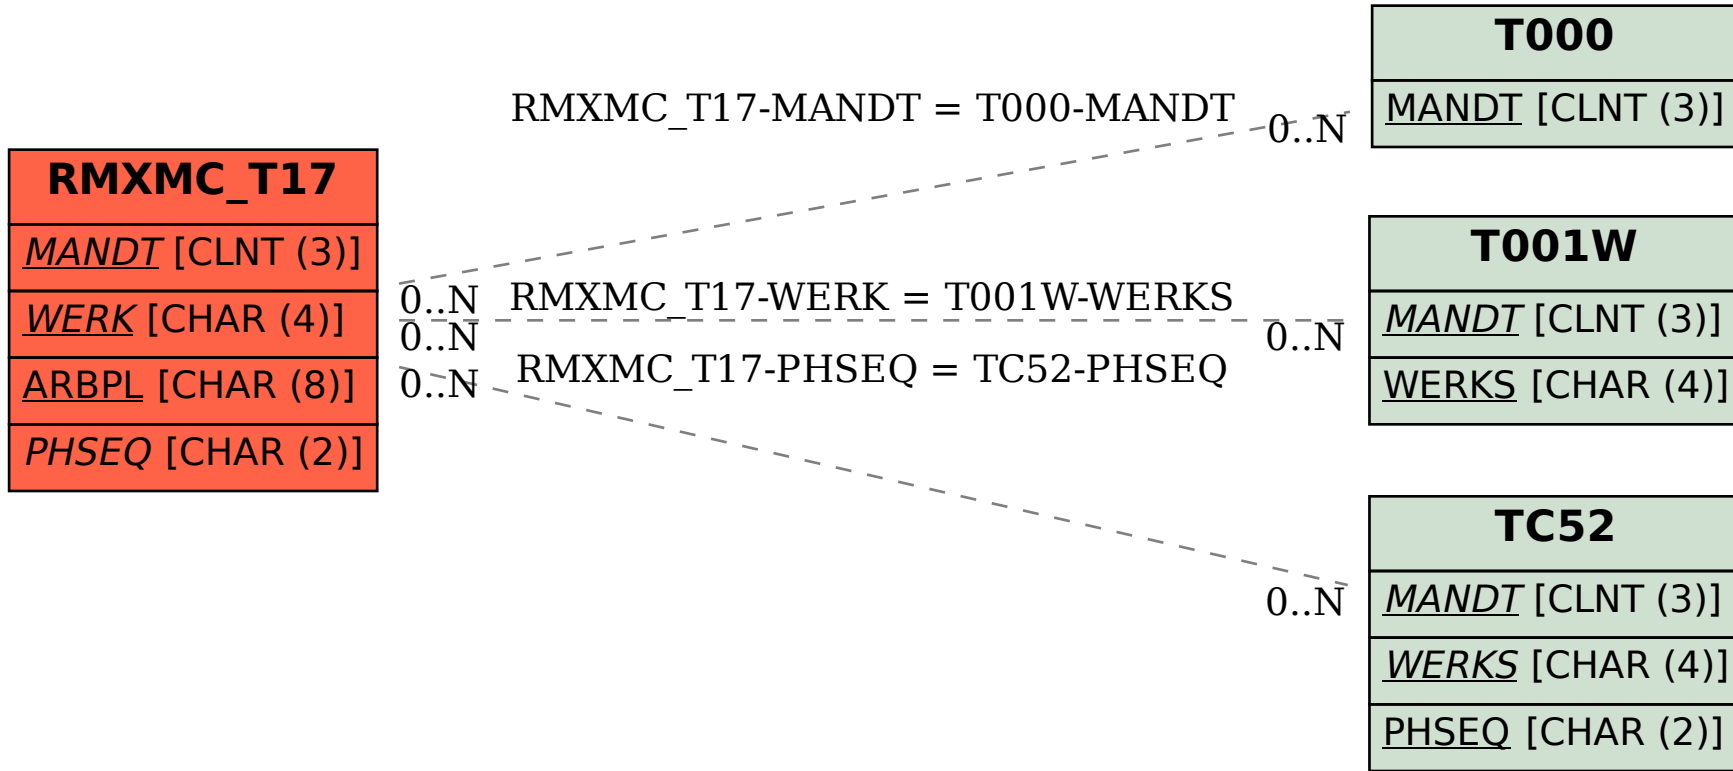 RMXMC_T17
MANDT [CLNT (3)]
WERK [CHAR (4)]
ARBPL [CHAR (8)]
PHSEQ [CHAR (2)]
RMXMC_T17-MANDT = T000-MANDT
0..N
0..N
RMXMC_T17-WERK = T001W-WERKS
0..N
0..N
RMXMC_T17-PHSEQ = TC52-PHSEQ
0..N
0..N
T000
MANDT [CLNT (3)]
T001W
MANDT [CLNT (3)]
WERKS [CHAR (4)]
TC52
MANDT [CLNT (3)]
WERKS [CHAR (4)]
PHSEQ [CHAR (2)]